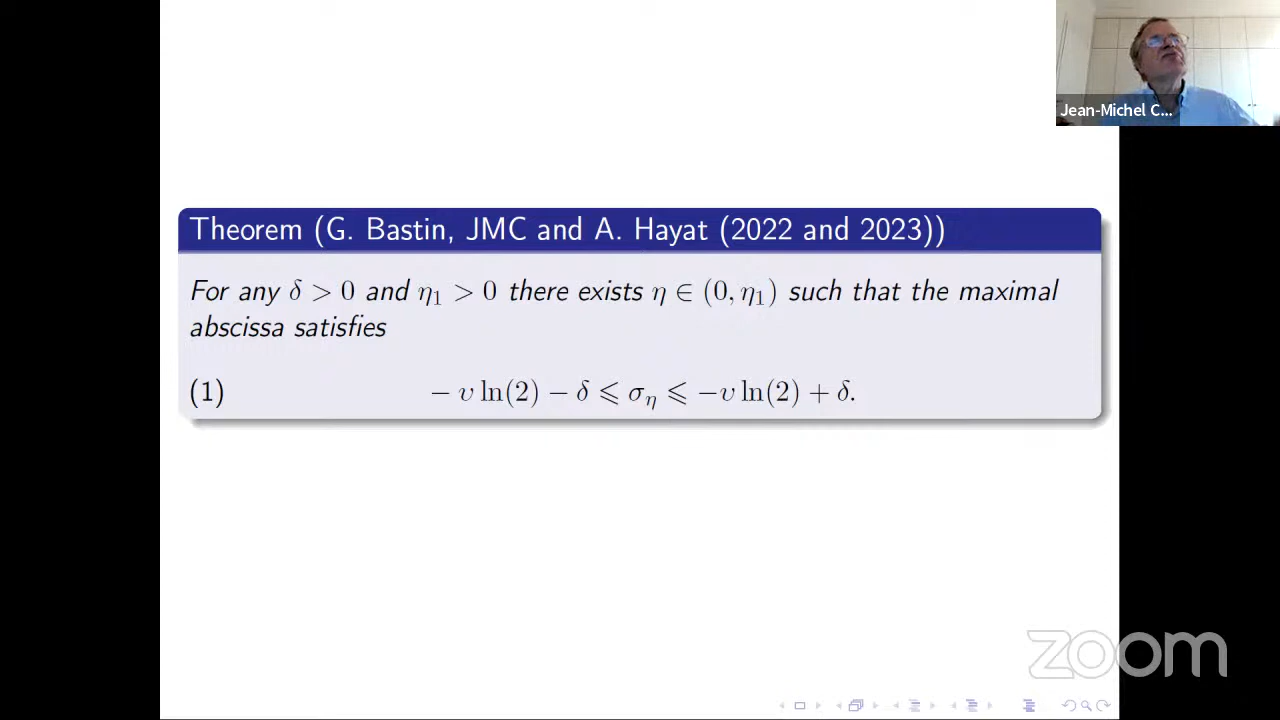 Jean-Michel C...
Theorem (G. Bastin, JMC and A. Hayat (2022 and 2023))
For any δ > 0 and η₁ > 0 there exists η ∈ (0, η₁) such that the maximal
abscissa satisfies
(1) − υ ln(2) − δ ⩽ σ_η ⩽ −υ ln(2) + δ.
zoom